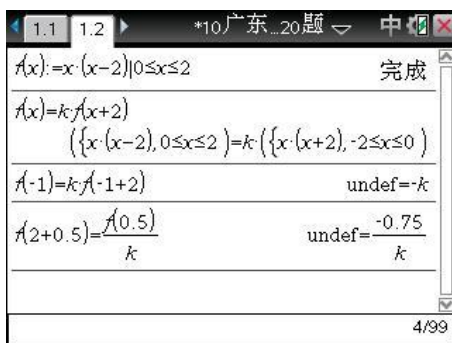 1.1 1.2 *10广东...20题 中
f(x):=x·(x−2)|0≤x≤2 完成
f(x)=k·f(x+2)
({x·(x−2),0≤x≤2 )=k·({x·(x+2),-2≤x≤0 )
f(-1)=k·f(-1+2) undef=-k
f(2+0.5)=f(0.5)/k undef=-0.75/k
4/99